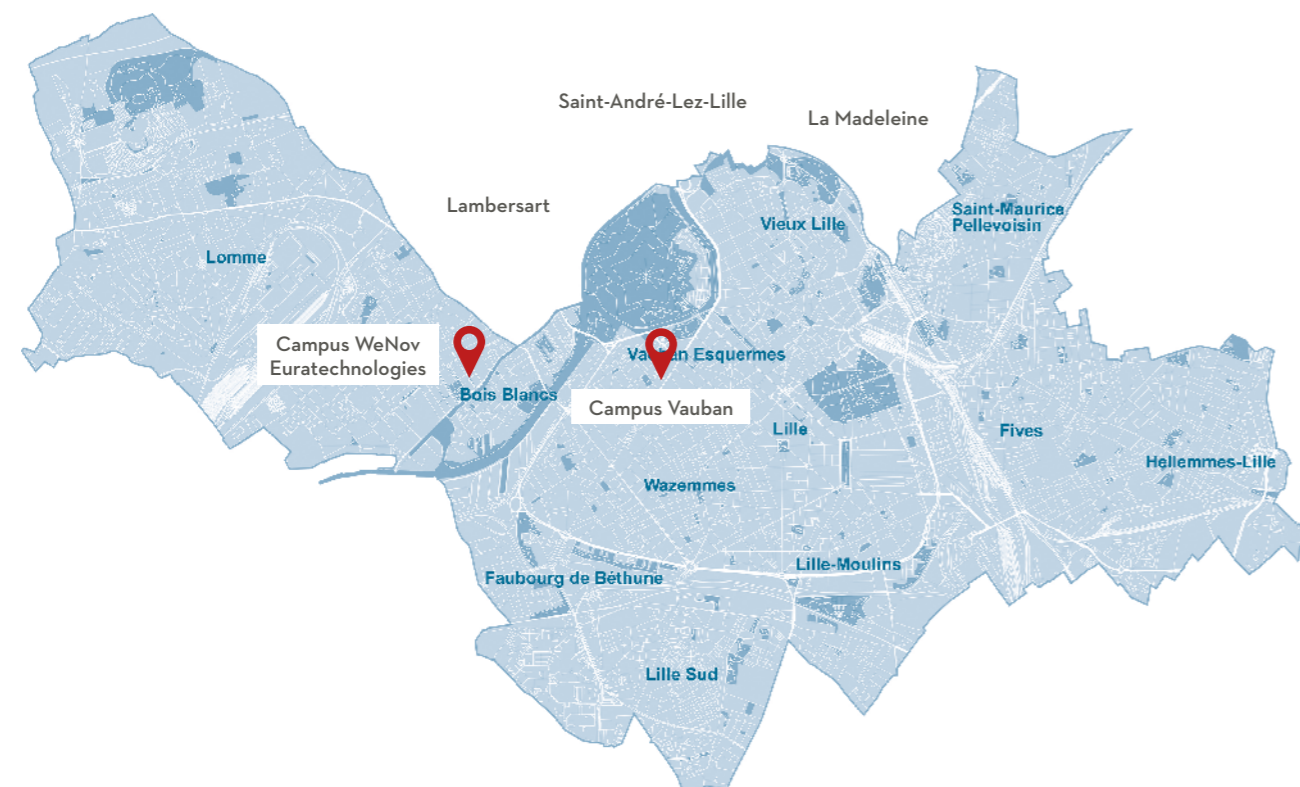 Saint-André-Lez-Lille
La Madeleine
Lambersart
Saint-Maurice
Pellevoisin
Vieux Lille
Lomme
Campus WeNov
Euratechnologies
Vauban Esquermes
Bois Blancs
Campus Vauban
Lille
Fives
Hellemmes-Lille
Wazemmes
Lille-Moulins
Faubourg de Béthune
Lille Sud